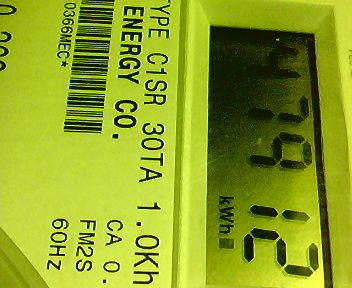 47912
kWh
TYPE C1SR 30TA 1.0Kh
ENERGY CO.
CA 0.
FM2S
60Hz
0366MEC*